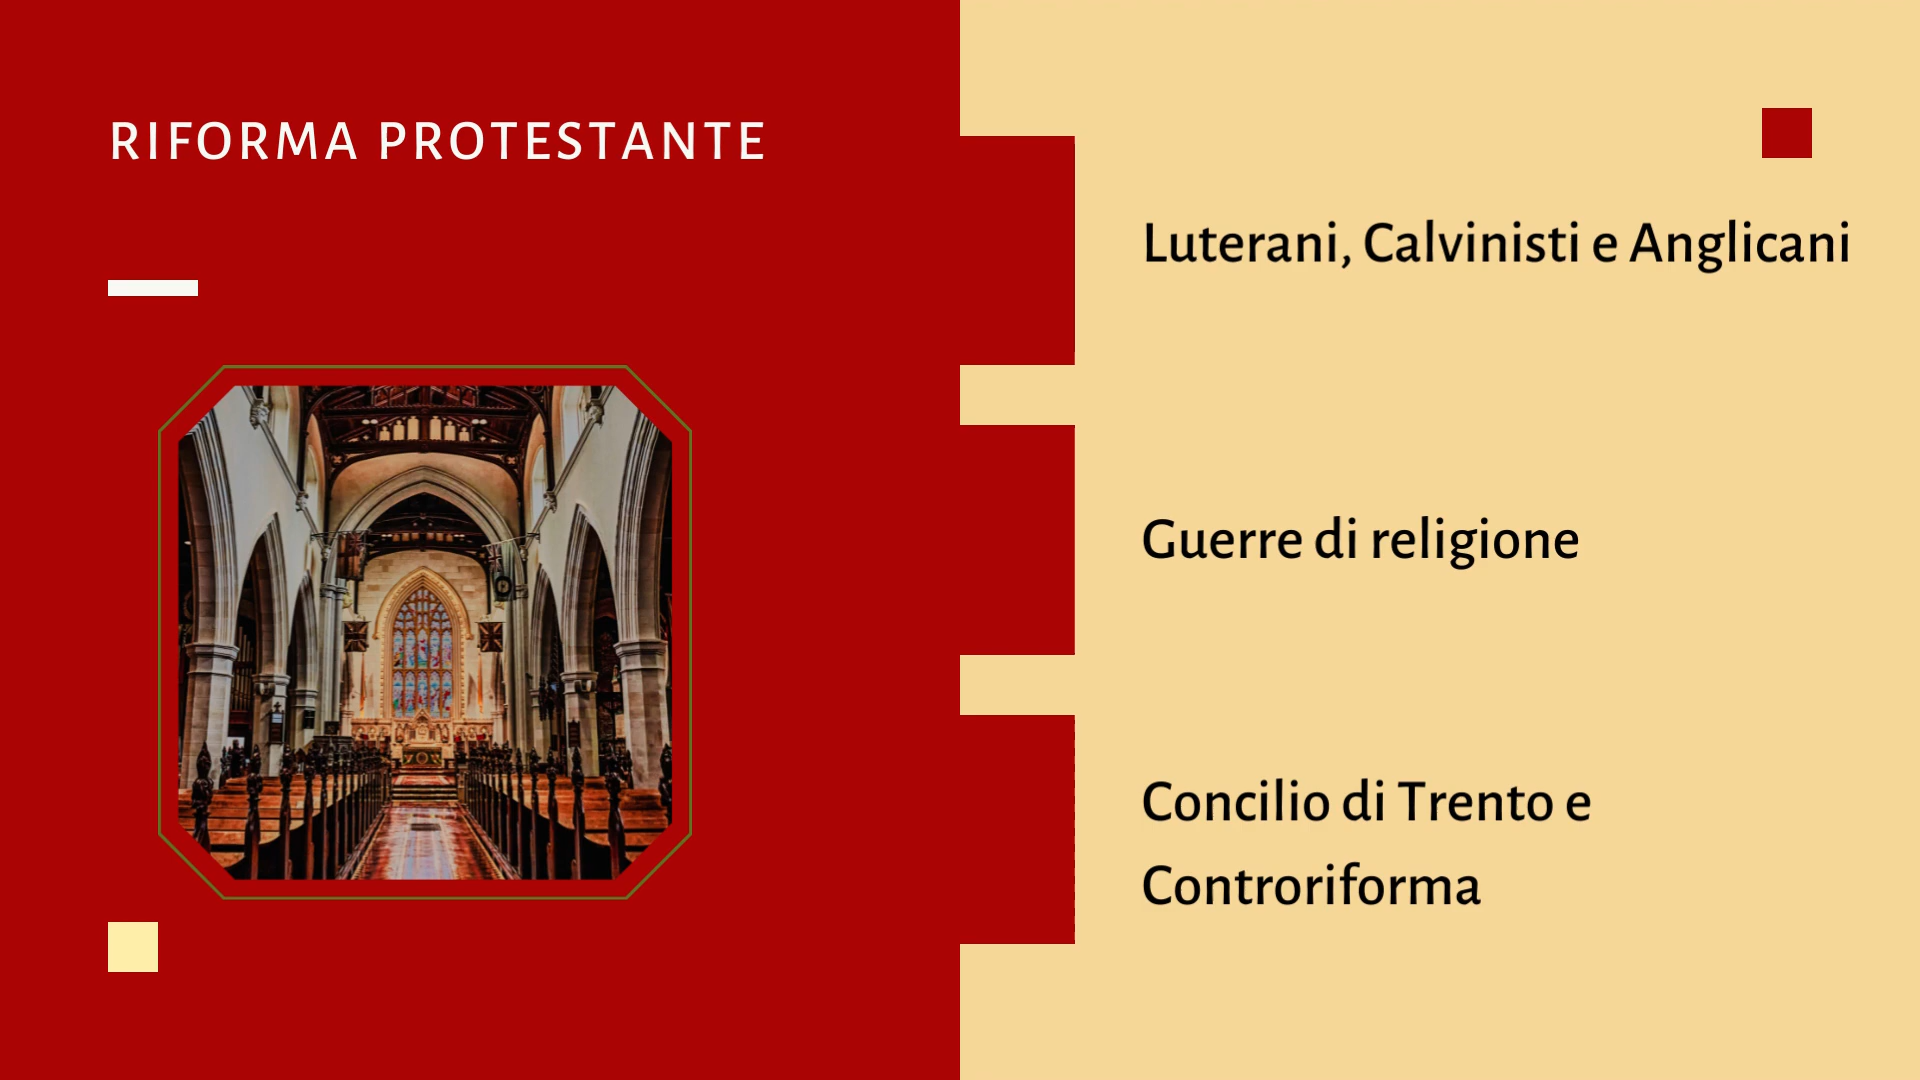 RIFORMA PROTESTANTE
Luterani, Calvinisti e Anglicani
Guerre di religione
Concilio di Trento e
Controriforma